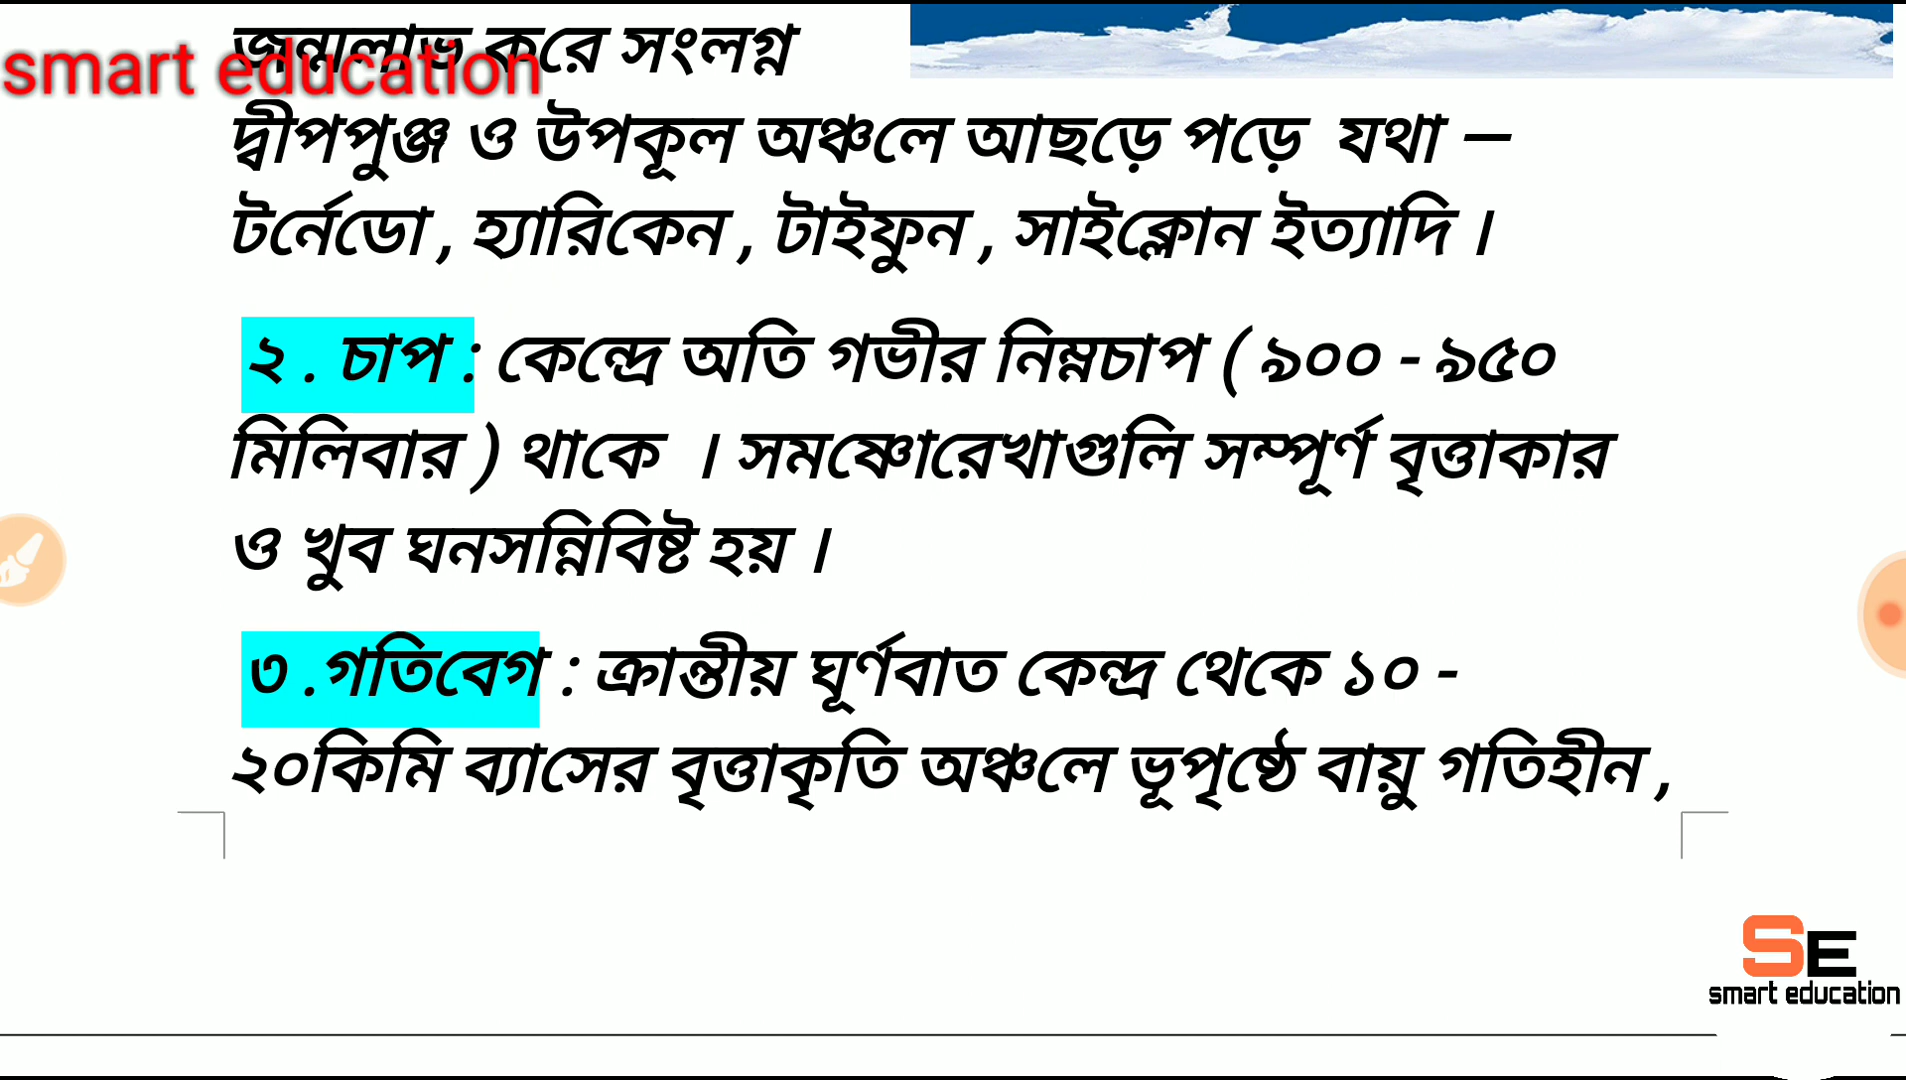 জন্মলাভ করে সংলগ্ন
smart education
দ্বীপপুঞ্জ ও উপকূল অঞ্চলে আছড়ে পড়ে যথা —
টর্নেডো , হ্যারিকেন , টাইফুন , সাইক্লোন ইত্যাদি ।
২ . চাপ : কেন্দ্রে অতি গভীর নিম্নচাপ ( ৯০০ - ৯৫০
মিলিবার ) থাকে । সমষ্ণোরেখাগুলি সম্পূর্ণ বৃত্তাকার
ও খুব ঘনসন্নিবিষ্ট হয় ।
৩ .গতিবেগ : ক্রান্তীয় ঘূর্ণবাত কেন্দ্র থেকে ১০ -
২০কিমি ব্যাসের বৃত্তাকৃতি অঞ্চলে ভূপৃষ্ঠে বায়ু গতিহীন ,
SE
smart education